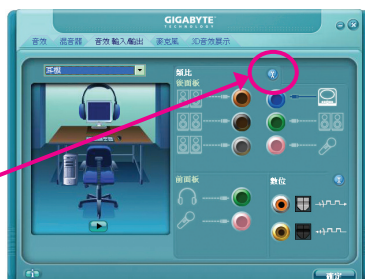 GIGABYTE
TECHNOLOGY
音效 混音器 音效輸入/輸出 麥克風 3D音效展示
耳機
類比
後面板
前面板
數位
確定